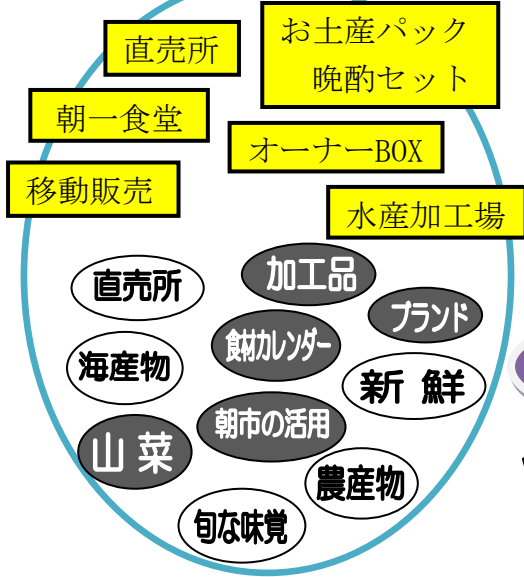 直売所
お土産パック
晩酌セット
朝一食堂
オーナーBOX
移動販売
水産加工場
直売所
加工品
ブランド
海産物
食材カレンダー
新 鮮
山 菜
朝市の活用
農産物
旬な味覚